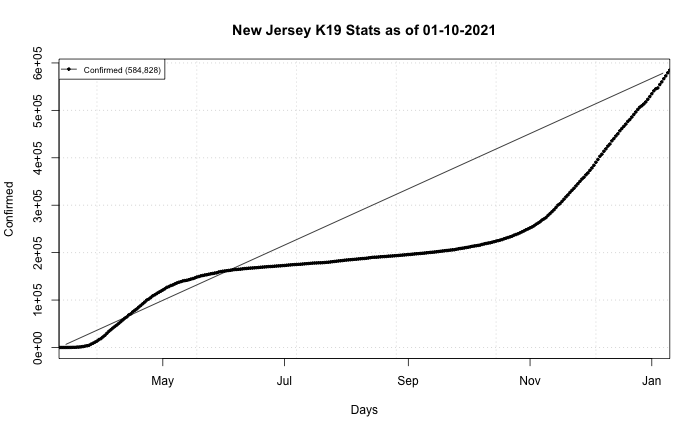 New Jersey K19 Stats as of 01-10-2021
Confirmed (584,828)
6e+05
5e+05
4e+05
3e+05
2e+05
1e+05
0e+00
Confirmed
May Jul Sep Nov Jan
Days